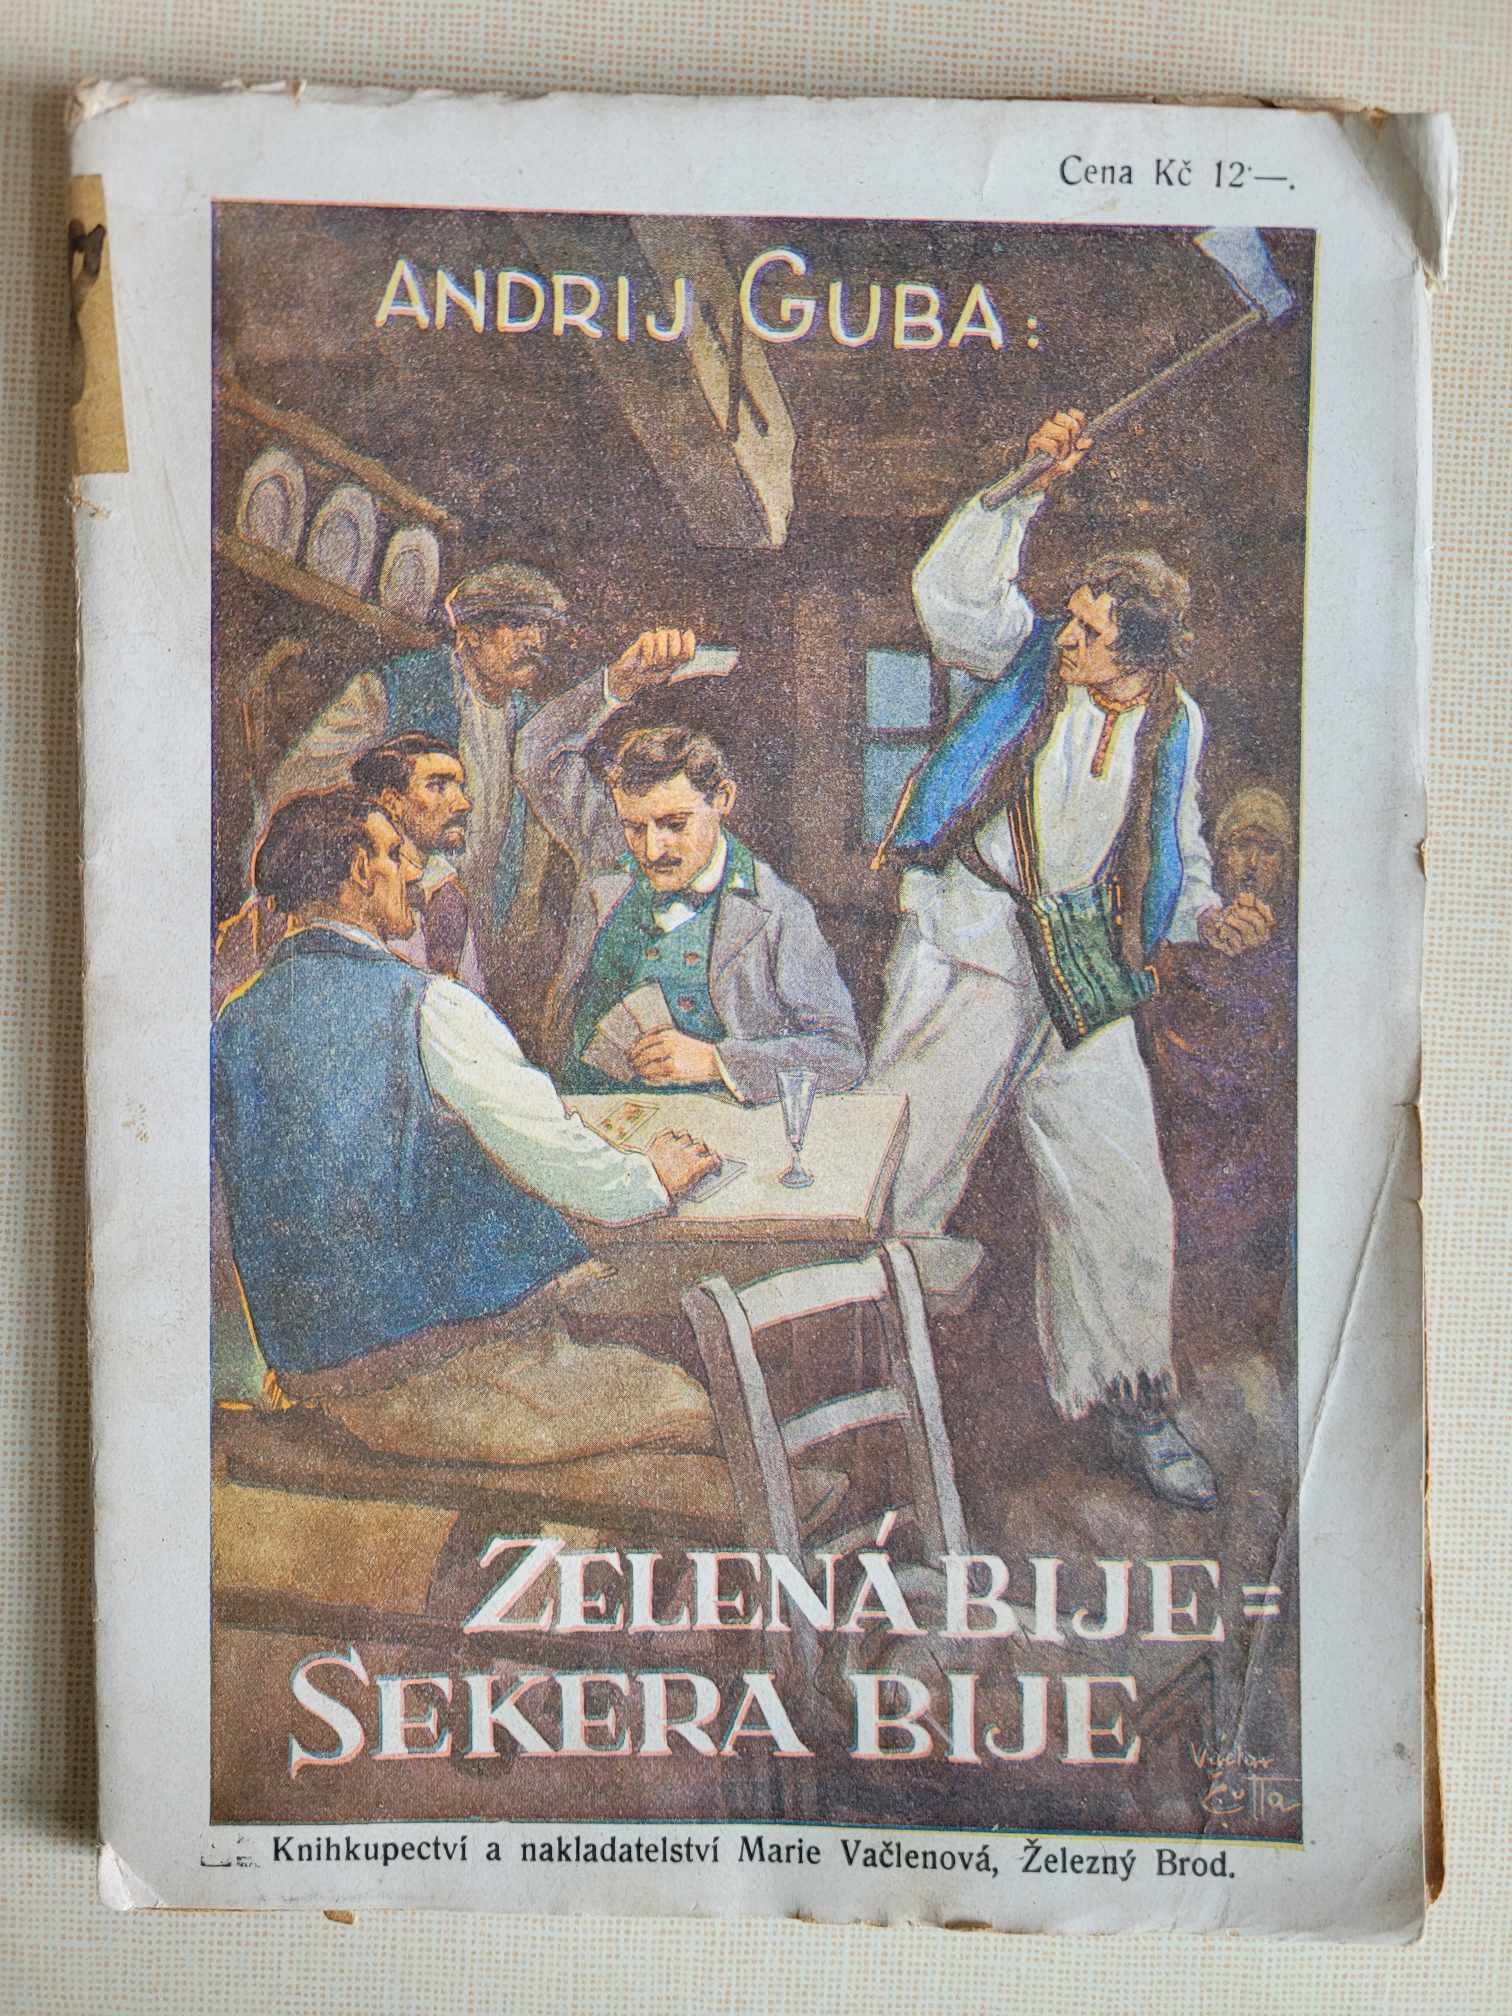 Cena Kč 12·—.
ANDRIJ GUBA:
ZELENÁ BIJE =
SEKERA BIJE
Václav
Čutta
Knihkupectví a nakladatelství Marie Vačlenová, Železný Brod.